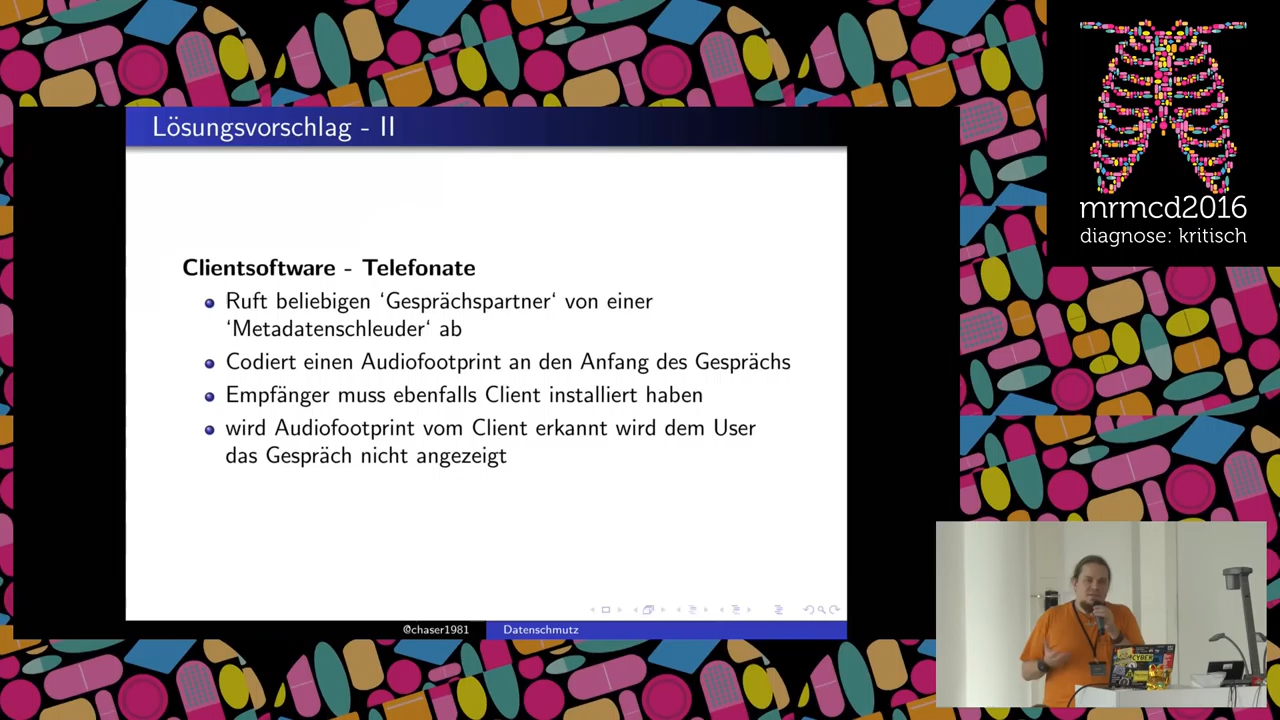 Lösungsvorschlag - II
Clientsoftware - Telefonate
Ruft beliebigen ‘Gesprächspartner‘ von einer
‘Metadatenschleuder‘ ab
Codiert einen Audiofootprint an den Anfang des Gesprächs
Empfänger muss ebenfalls Client installiert haben
wird Audiofootprint vom Client erkannt wird dem User
das Gespräch nicht angezeigt
@chaser1981
Datenschmutz
mrmcd2016
diagnose: kritisch
CYBER